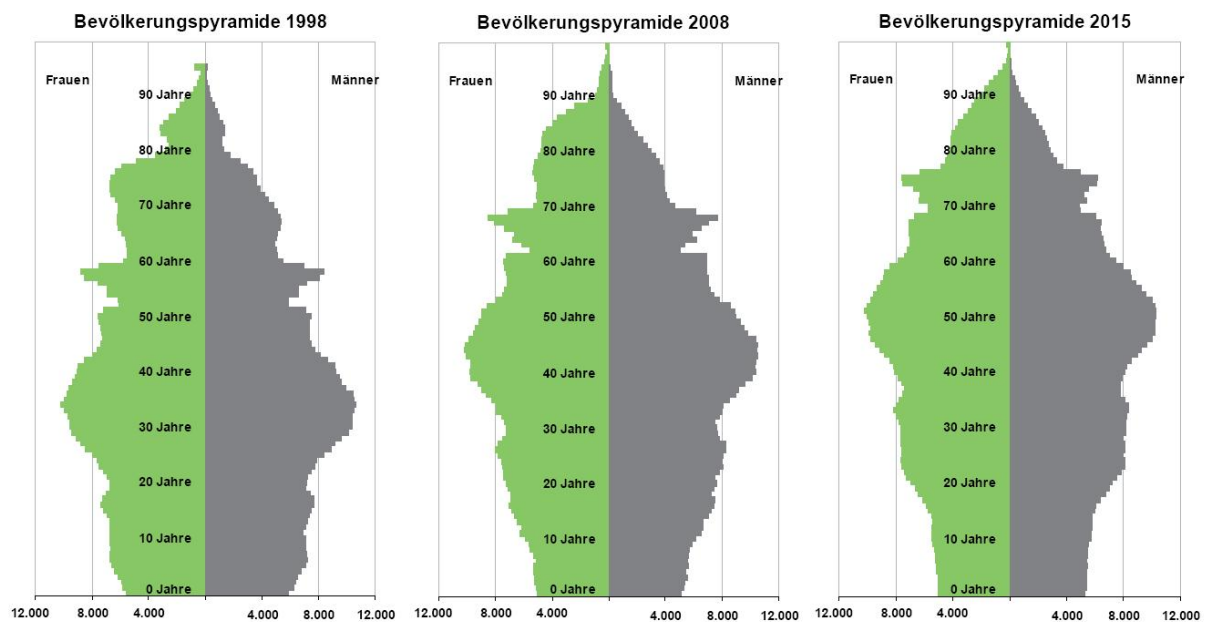 Bevölkerungspyramide 1998
Frauen
Männer
90 Jahre
80 Jahre
70 Jahre
60 Jahre
50 Jahre
40 Jahre
30 Jahre
20 Jahre
10 Jahre
0 Jahre
12.000 8.000 4.000 4.000 8.000 12.000
Bevölkerungspyramide 2008
Frauen
Männer
90 Jahre
80 Jahre
70 Jahre
60 Jahre
50 Jahre
40 Jahre
30 Jahre
20 Jahre
10 Jahre
0 Jahre
12.000 8.000 4.000 4.000 8.000 12.000
Bevölkerungspyramide 2015
Frauen
Männer
90 Jahre
80 Jahre
70 Jahre
60 Jahre
50 Jahre
40 Jahre
30 Jahre
20 Jahre
10 Jahre
0 Jahre
12.000 8.000 4.000 4.000 8.000 12.000